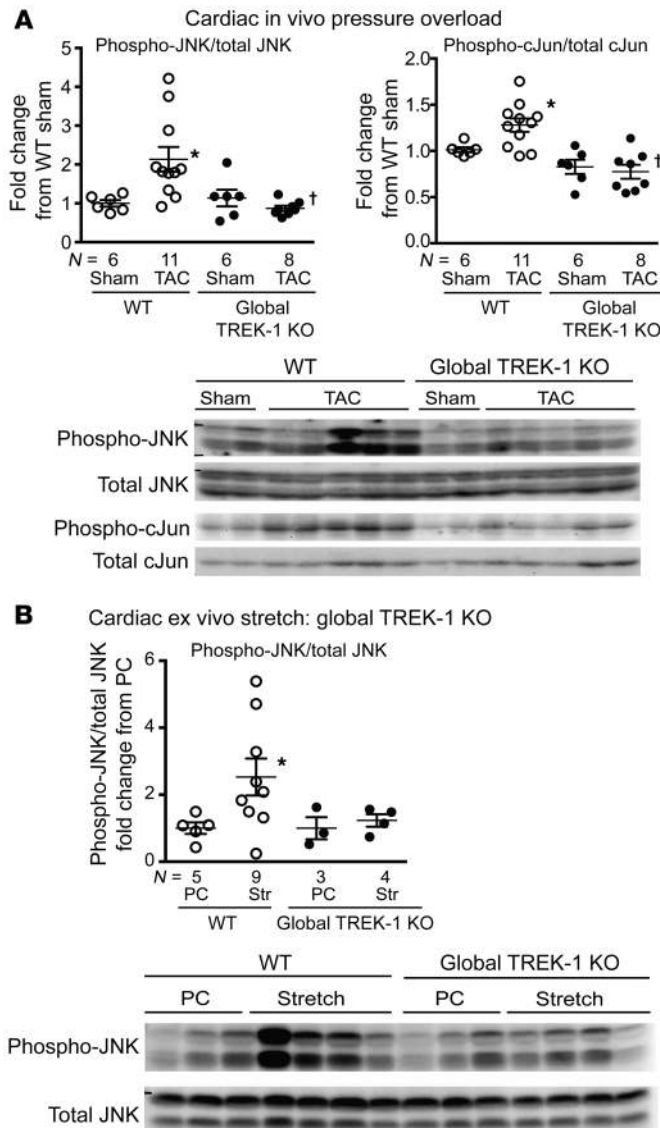 A
Cardiac in vivo pressure overload
Phospho-JNK/total JNK
Fold change
from WT sham
5
4
3
2
1
0
*
†
N = 6 11 6 8
Sham TAC Sham TAC
WT Global
TREK-1 KO
Phospho-cJun/total cJun
Fold change
from WT sham
2.0
1.5
1.0
0.5
0.0
*
†
N = 6 11 6 8
Sham TAC Sham TAC
WT Global
TREK-1 KO
WT Global TREK-1 KO
Sham TAC Sham TAC
Phospho-JNK
Total JNK
Phospho-cJun
Total cJun
B
Cardiac ex vivo stretch: global TREK-1 KO
Phospho-JNK/total JNK
Phospho-JNK/total JNK
fold change from PC
6
4
2
0
*
N = 5 9 3 4
PC Str PC Str
WT Global TREK-1 KO
WT Global TREK-1 KO
PC Stretch PC Stretch
Phospho-JNK
Total JNK